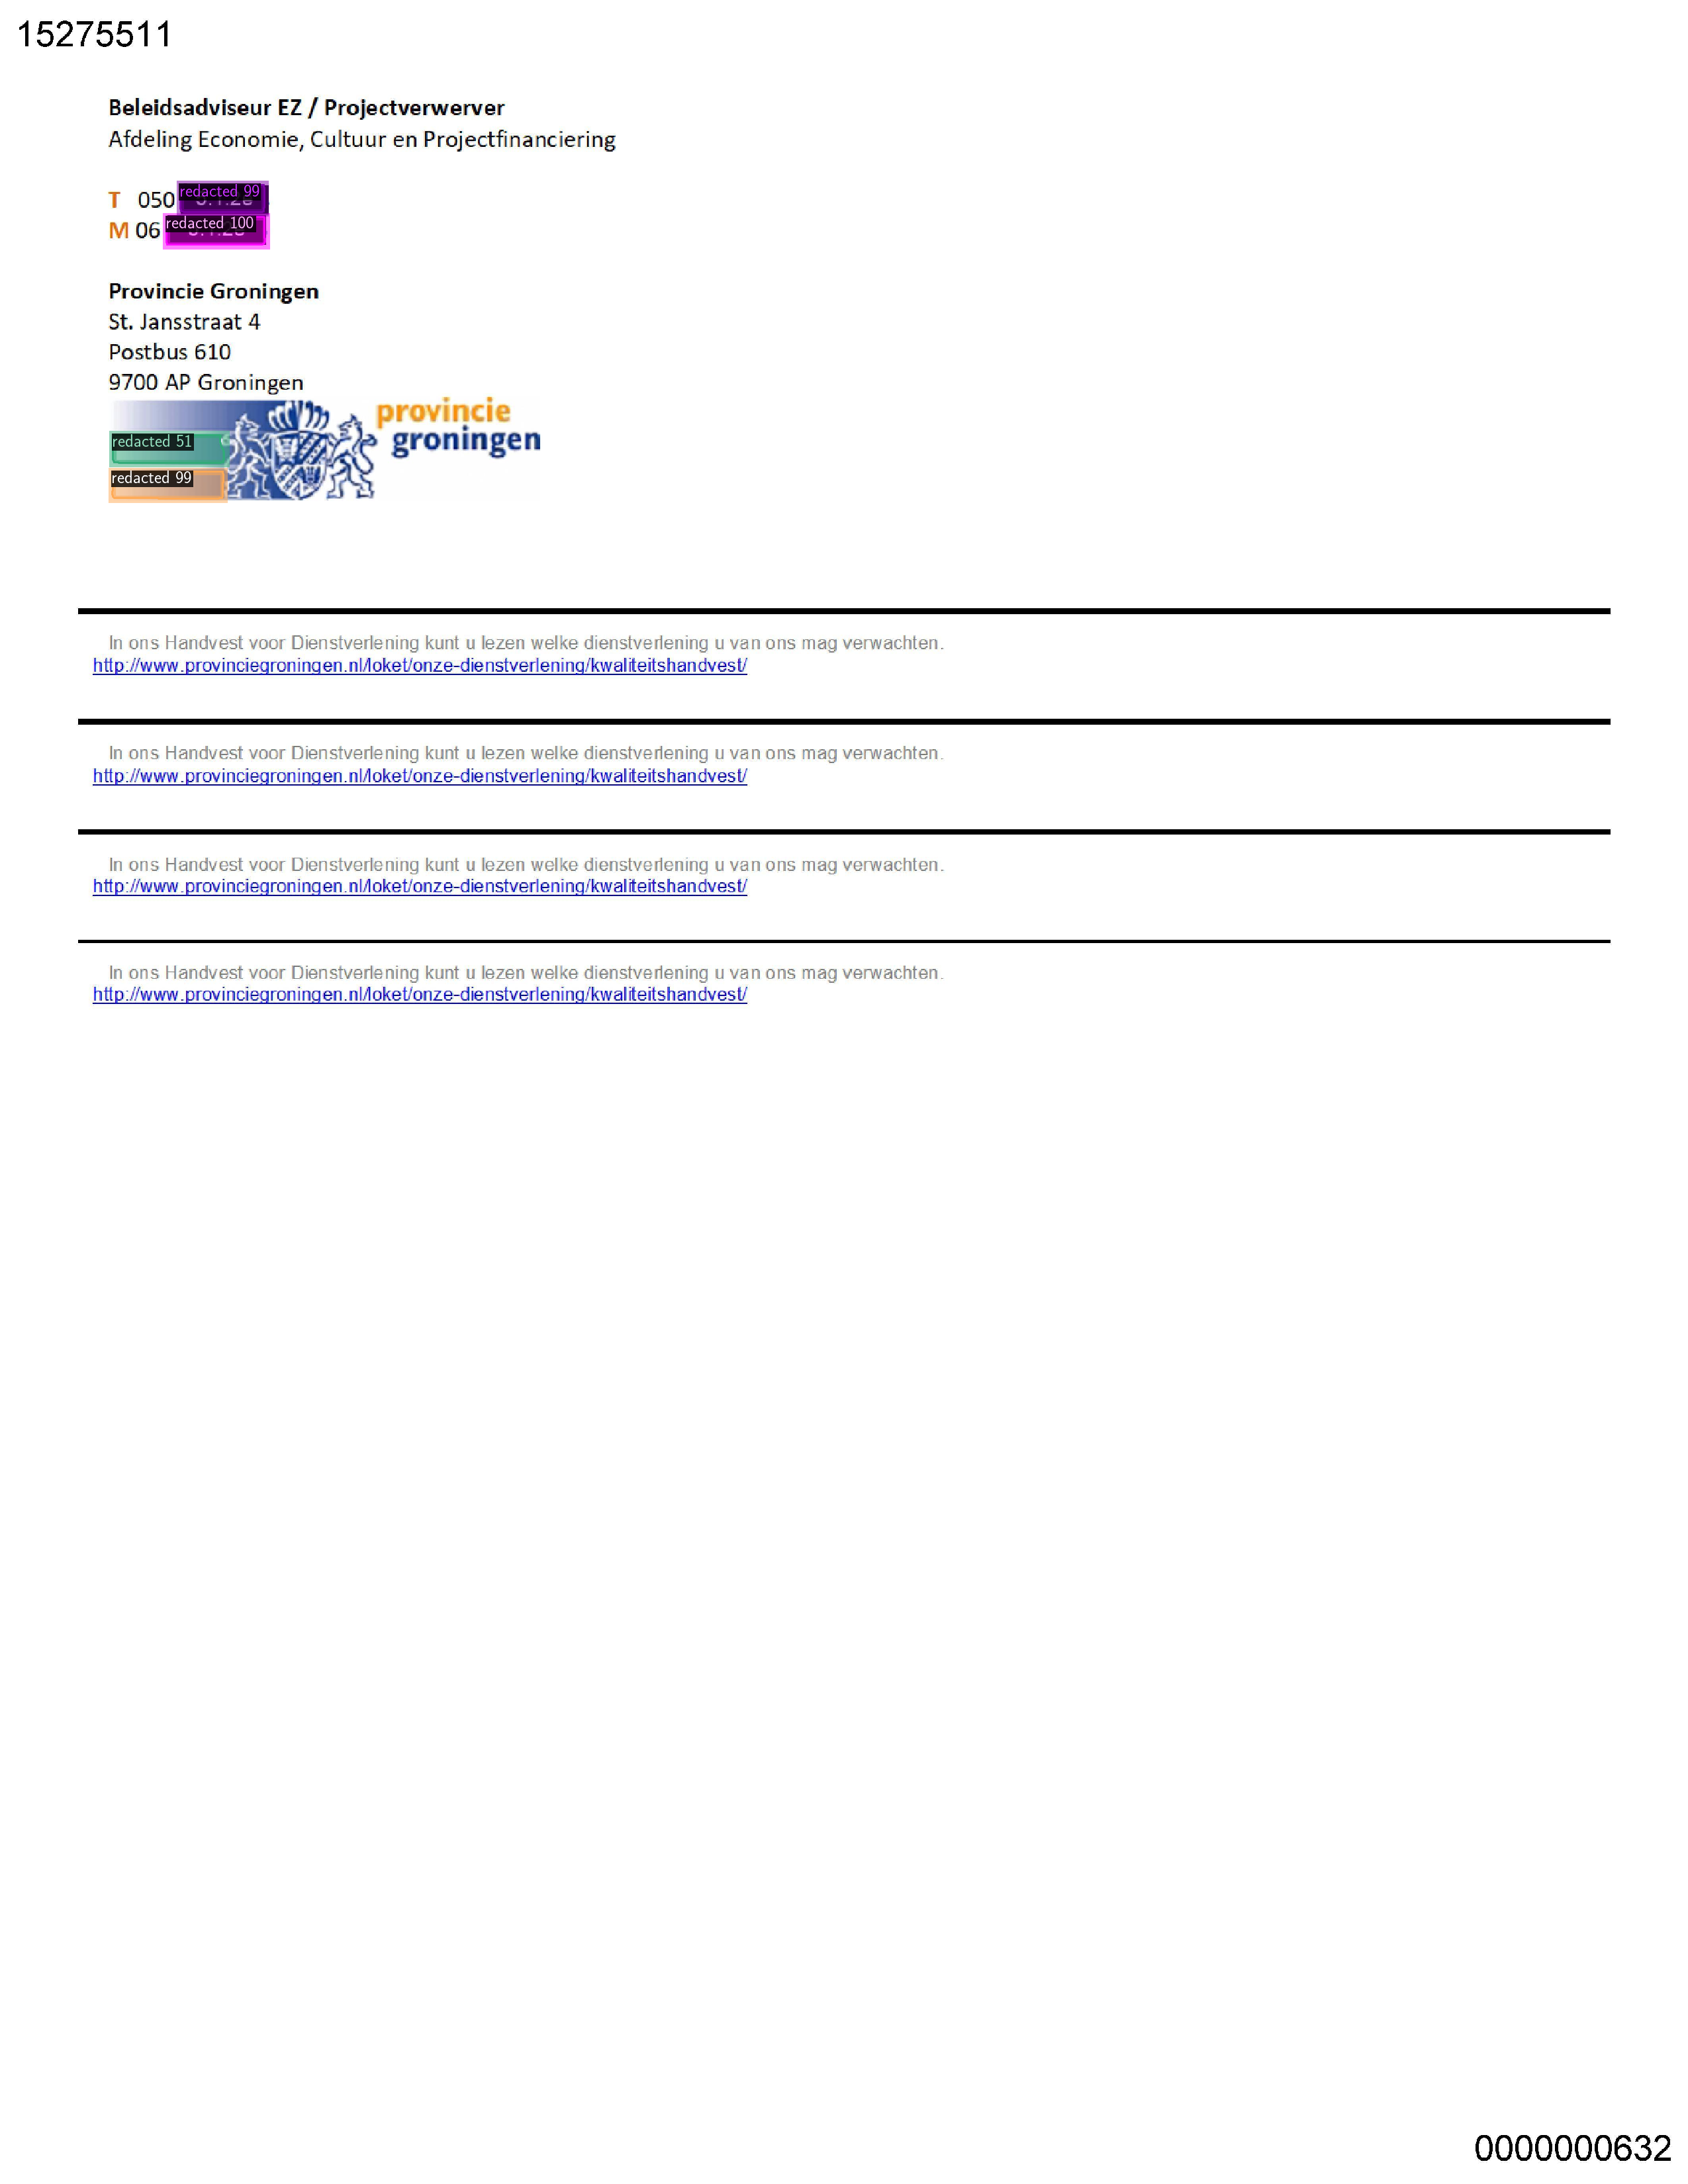 15275511
Beleidsadviseur EZ / Projectverwerver
Afdeling Economie, Cultuur en Projectfinanciering
T 050 redacted 99
M 06 redacted 100
Provincie Groningen
St. Jansstraat 4
Postbus 610
9700 AP Groningen
provincie
groningen
redacted 51
redacted 99
In ons Handvest voor Dienstverlening kunt u lezen welke dienstverlening u van ons mag verwachten.
http://www.provinciegroningen.nl/loket/onze-dienstverlening/kwaliteitshandvest/
In ons Handvest voor Dienstverlening kunt u lezen welke dienstverlening u van ons mag verwachten.
http://www.provinciegroningen.nl/loket/onze-dienstverlening/kwaliteitshandvest/
In ons Handvest voor Dienstverlening kunt u lezen welke dienstverlening u van ons mag verwachten.
http://www.provinciegroningen.nl/loket/onze-dienstverlening/kwaliteitshandvest/
In ons Handvest voor Dienstverlening kunt u lezen welke dienstverlening u van ons mag verwachten.
http://www.provinciegroningen.nl/loket/onze-dienstverlening/kwaliteitshandvest/
0000000632